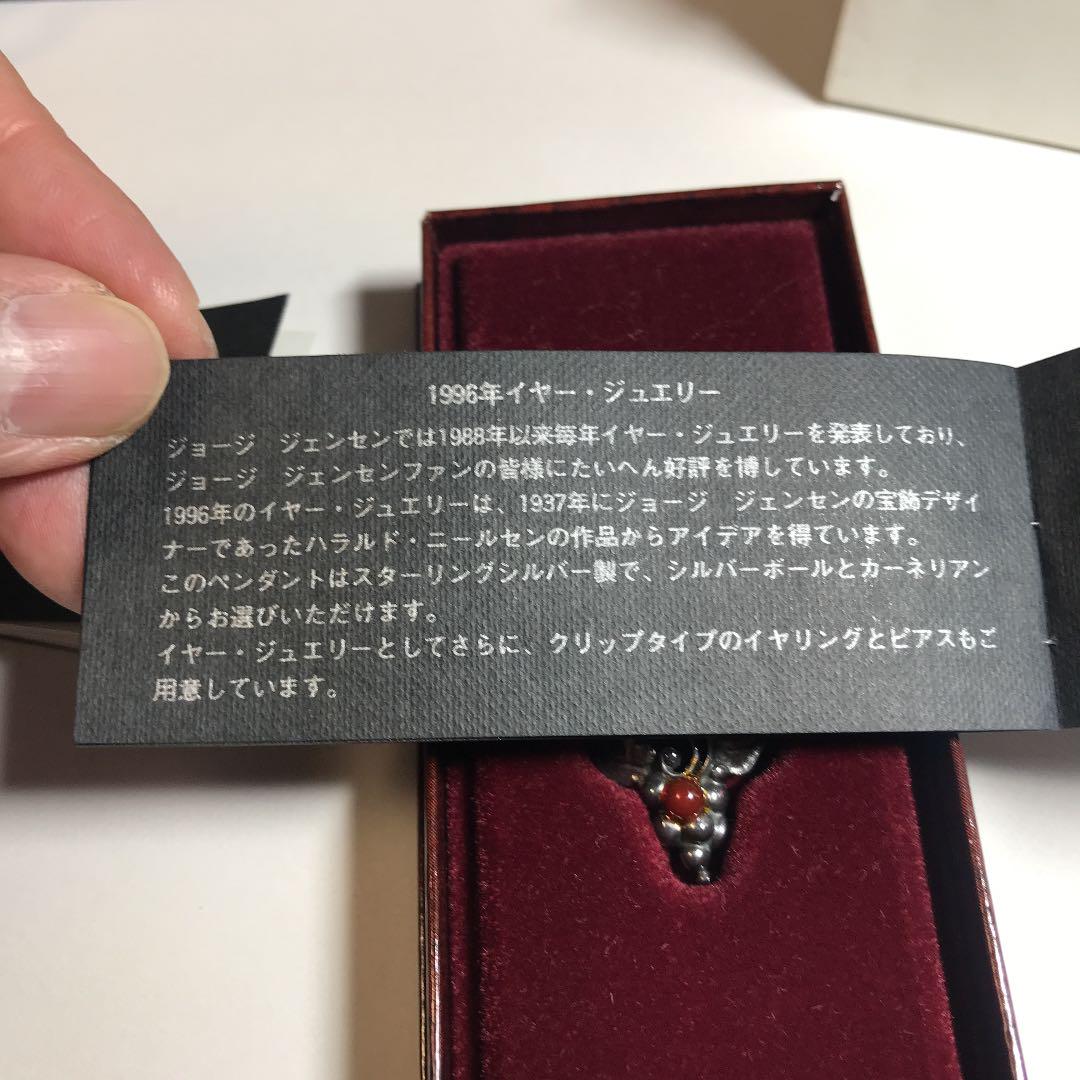 1996年イヤー・ジュエリー
ジョージ　ジェンセンでは1988年以来毎年イヤー・ジュエリーを発表しており、
ジョージ　ジェンセンファンの皆様にたいへん好評を博しています。
1996年のイヤー・ジュエリーは、1937年にジョージ　ジェンセンの宝飾デザイ
ナーであったハラルド・ニールセンの作品からアイデアを得ています。
このペンダントはスターリングシルバー製で、シルバーボールとカーネリアン
からお選びいただけます。
イヤー・ジュエリーとしてさらに、クリップタイプのイヤリングとピアスもご
用意しています。